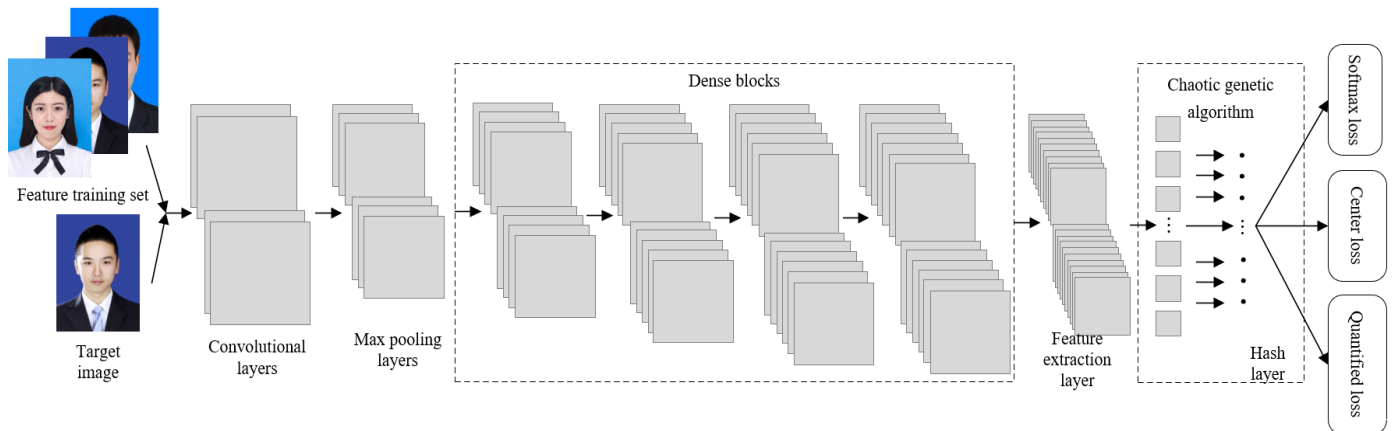 Feature training set
Target
image
Convolutional
layers
Max pooling
layers
Dense blocks
Feature
extraction
layer
Chaotic genetic
algorithm
Hash
layer
Softmax loss
Center loss
Quantified loss